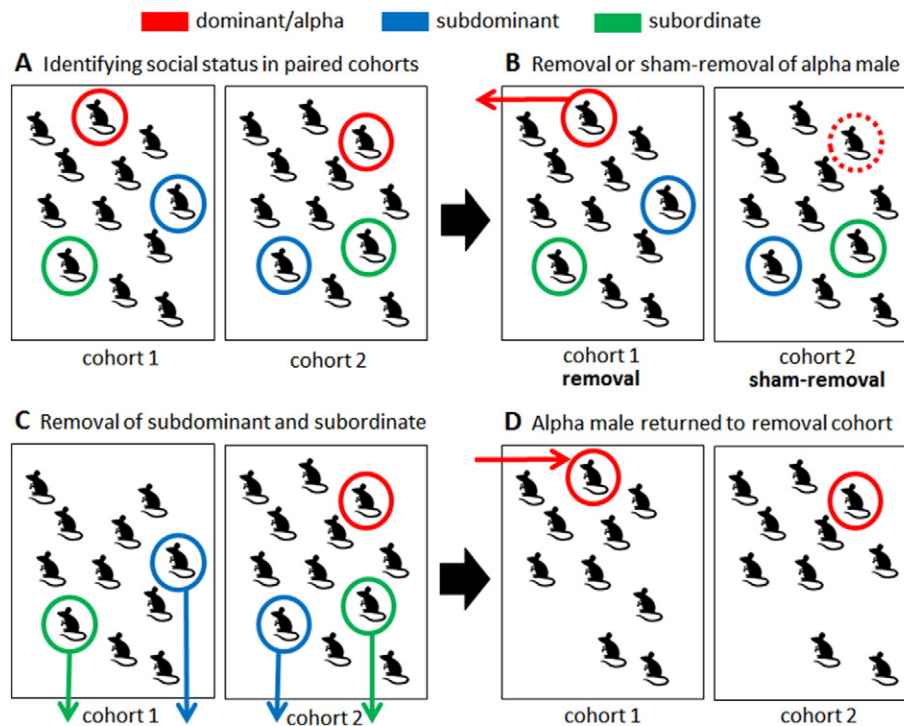 dominant/alpha subdominant subordinate
A Identifying social status in paired cohorts
cohort 1 cohort 2
B Removal or sham-removal of alpha male
cohort 1 cohort 2
removal sham-removal
C Removal of subdominant and subordinate
cohort 1 cohort 2
D Alpha male returned to removal cohort
cohort 1 cohort 2